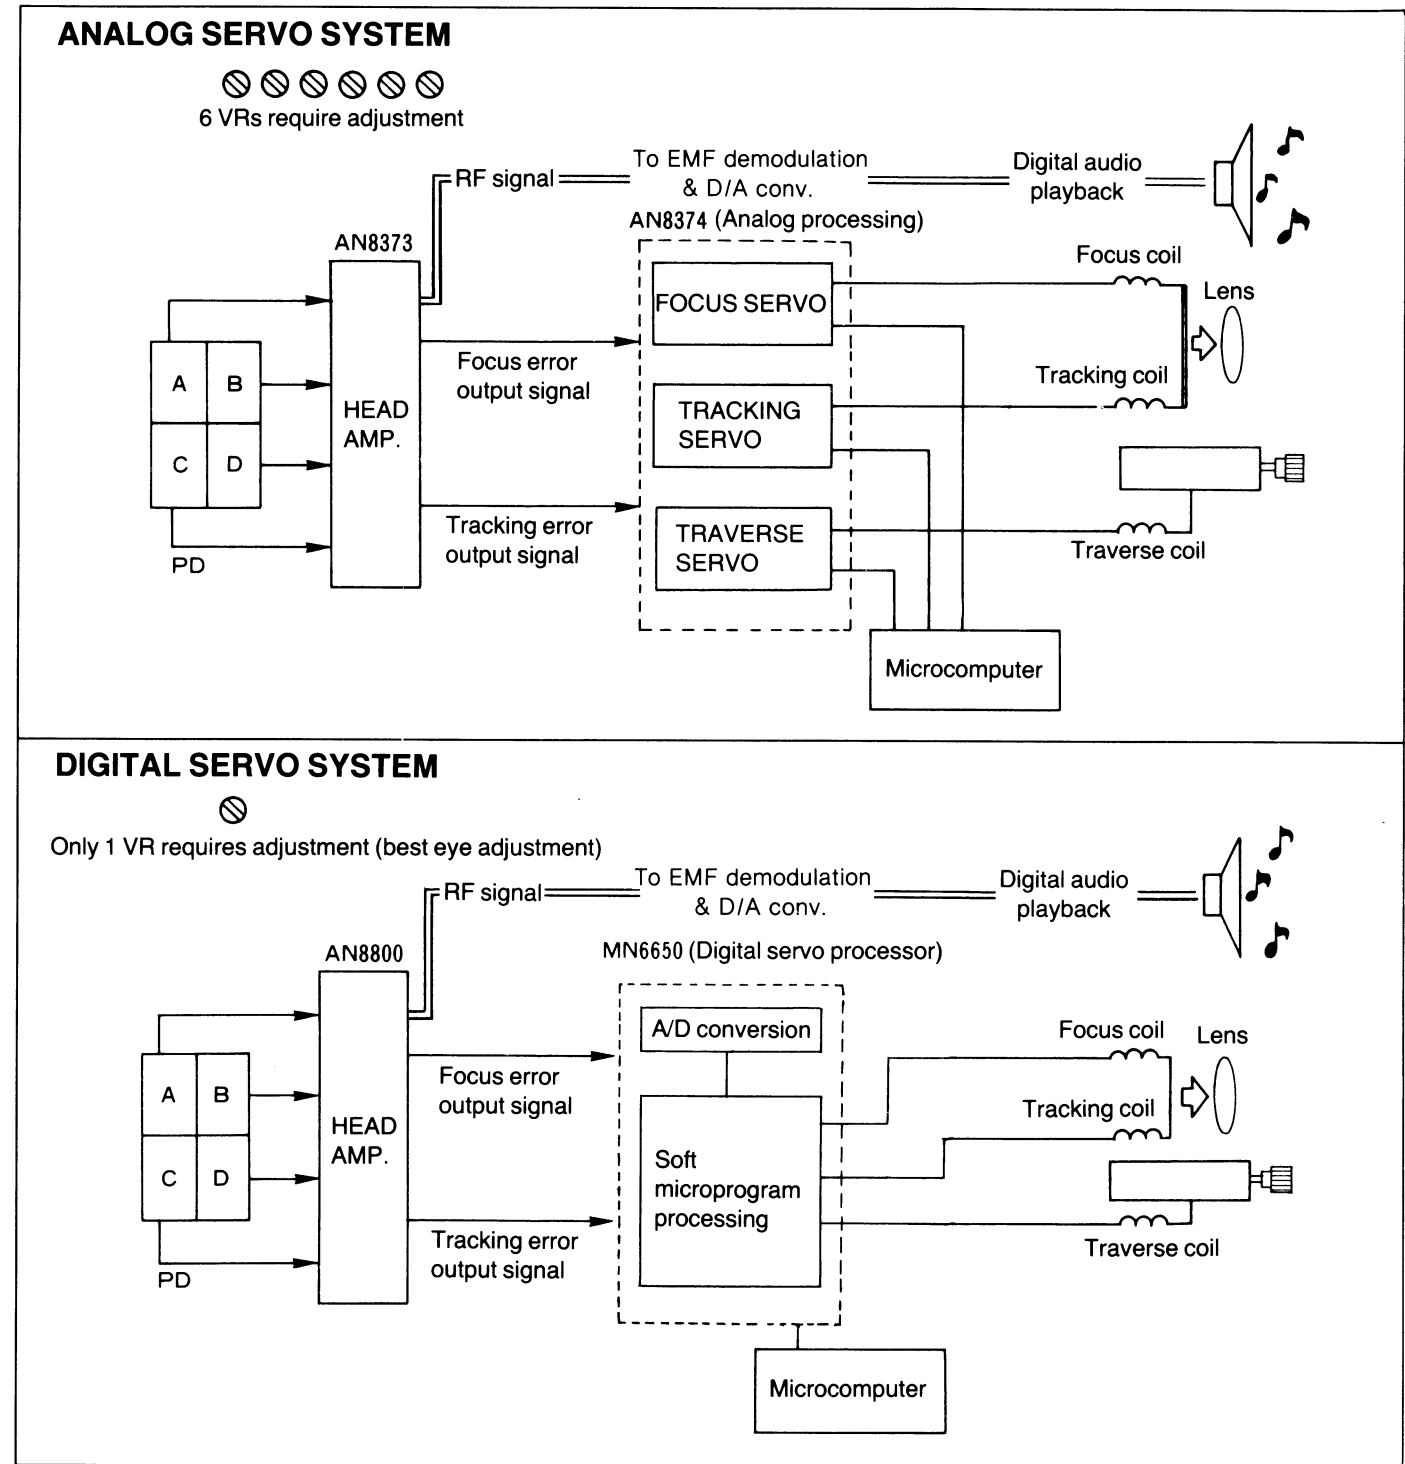 ANALOG SERVO SYSTEM
6 VRs require adjustment
RF signal
To EMF demodulation
& D/A conv.
Digital audio
playback
AN8374 (Analog processing)
AN8373
Focus coil
FOCUS SERVO
Lens
Focus error
output signal
A
B
Tracking coil
HEAD
AMP.
TRACKING
SERVO
C
D
Tracking error
output signal
TRAVERSE
SERVO
Traverse coil
PD
Microcomputer
DIGITAL SERVO SYSTEM
Only 1 VR requires adjustment (best eye adjustment)
RF signal
To EMF demodulation
& D/A conv.
Digital audio
playback
AN8800
MN6650 (Digital servo processor)
A/D conversion
Focus coil
Lens
Focus error
output signal
A
B
Tracking coil
HEAD
AMP.
Soft
microprogram
processing
C
D
Tracking error
output signal
Traverse coil
PD
Microcomputer